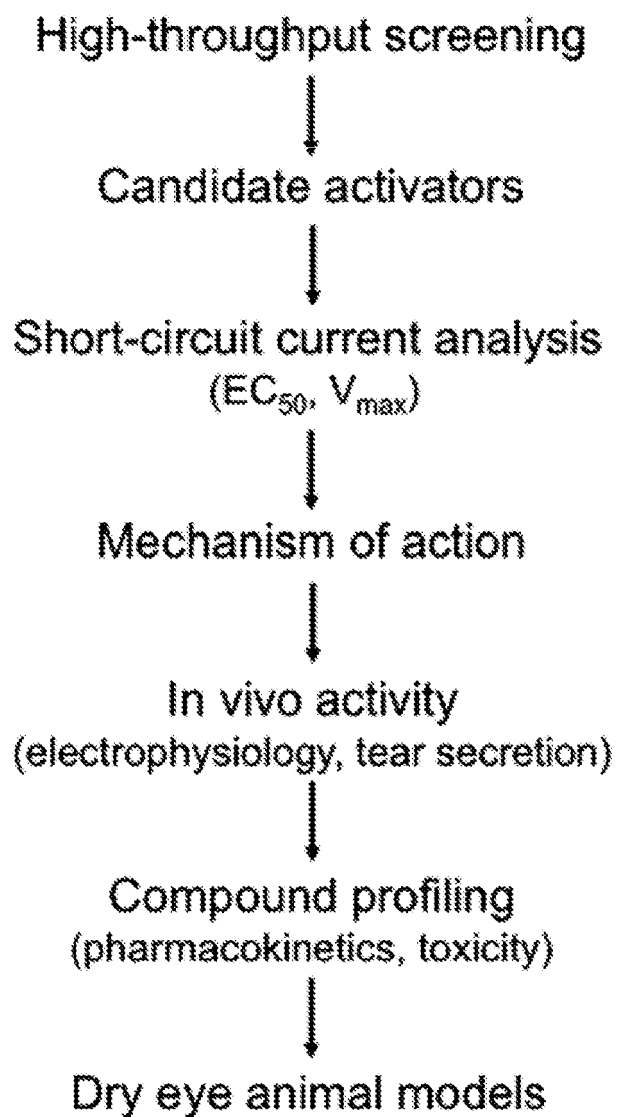 High-throughput screening
Candidate activators
Short-circuit current analysis
(EC₅₀, Vₘₐₓ)
Mechanism of action
In vivo activity
(electrophysiology, tear secretion)
Compound profiling
(pharmacokinetics, toxicity)
Dry eye animal models